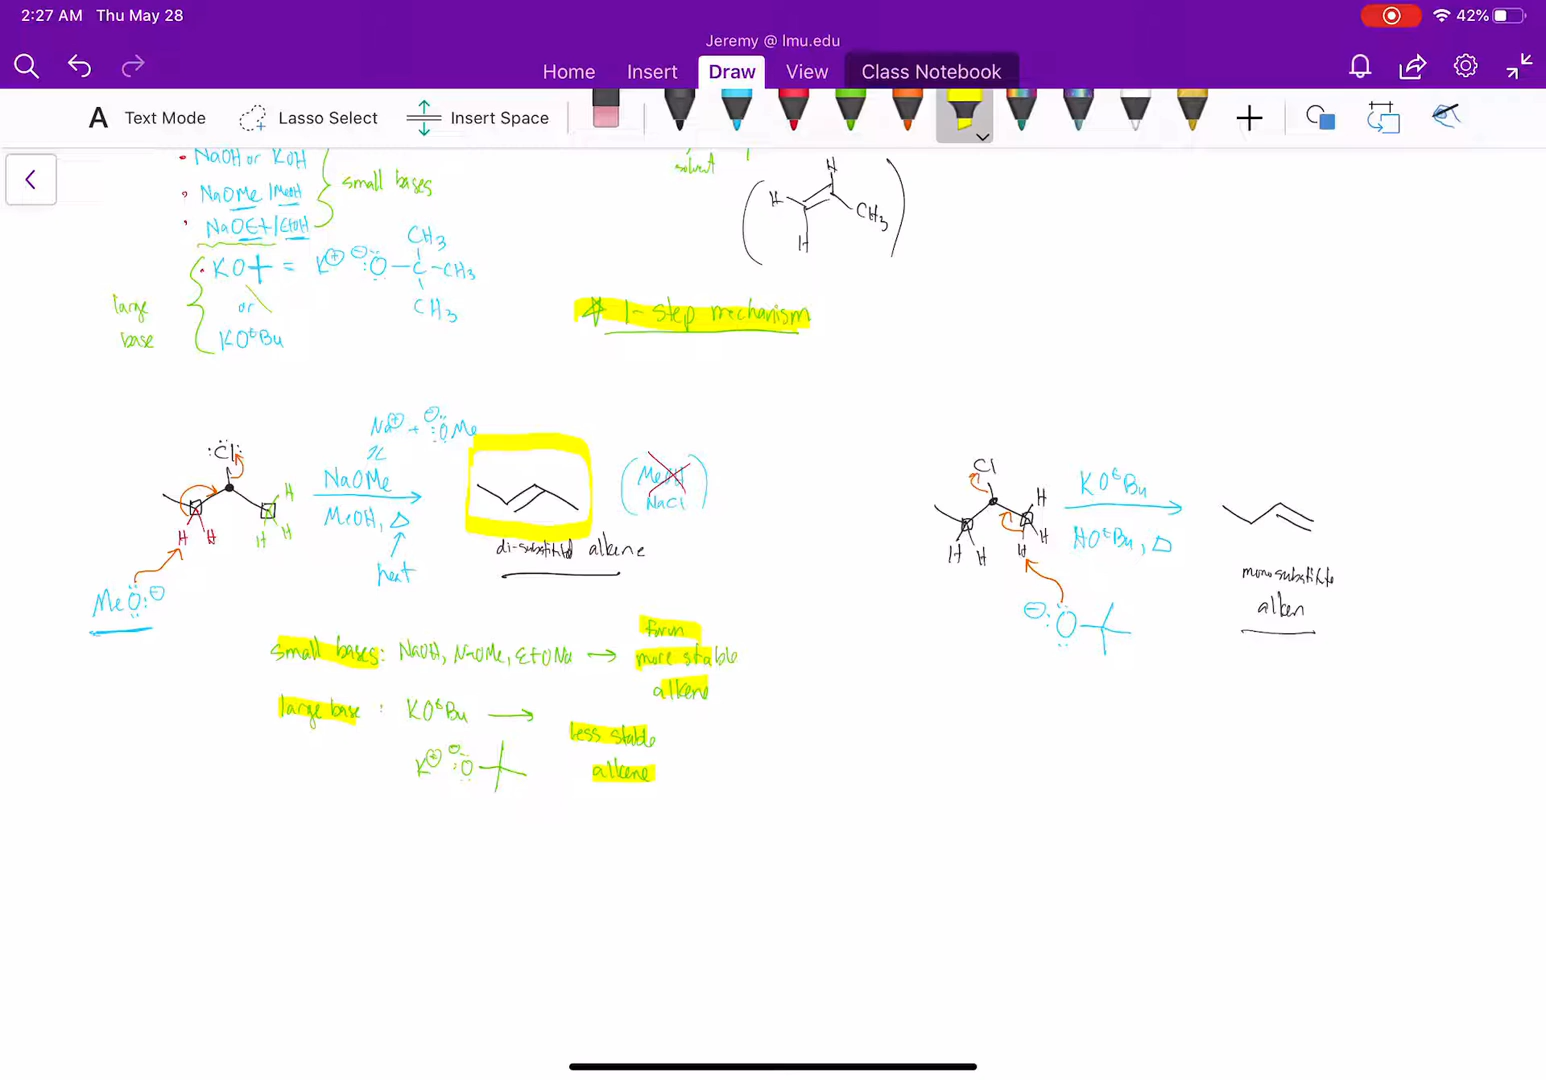 2:27 AM Thu May 28
42%
Jeremy @ lmu.edu
Home Insert Draw View Class Notebook
A Text Mode Lasso Select Insert Space
NaOH or KOH
NaOMe / MeOH
NaOEt / EtOH
small bases
solvent
H
H
CH3
H
KO = K⊕ ⊖:Ö—C—CH3
CH3
CH3
or
KOtBu
large
base
* 1-step mechanism
:Cl:
H
H
H
H H
Na⊕ + ⊖:OMe
NaOMe
MeOH, △
heat
MeO:⊖
di-substituted alkene
(MeOH
NaCl)
small bases: NaOH, NaOMe, EtONa →
form
more stable
alkene
large base : KOtBu →
less stable
alkene
K⊕ ⊖:O
Cl
H
H
H
H H
KOtBu
HOtBu, △
⊖:O
monosubstitute
alken